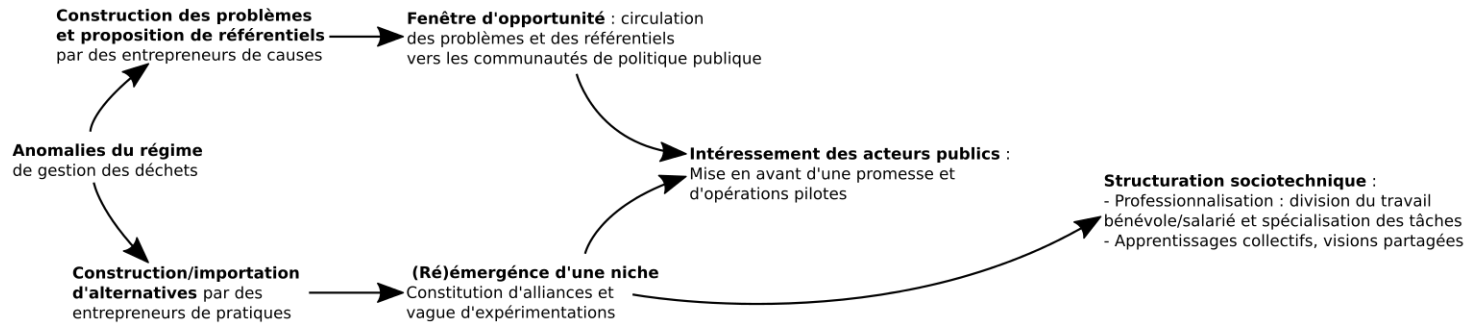 Construction des problèmes
et proposition de référentiels
par des entrepreneurs de causes
Fenêtre d'opportunité : circulation
des problèmes et des référentiels
vers les communautés de politique publique
Anomalies du régime
de gestion des déchets
Intéressement des acteurs publics :
Mise en avant d'une promesse et
d'opérations pilotes
Structuration sociotechnique :
- Professionnalisation : division du travail
bénévole/salarié et spécialisation des tâches
- Apprentissages collectifs, visions partagées
Construction/importation
d'alternatives par des
entrepreneurs de pratiques
(Ré)émergénce d'une niche
Constitution d'alliances et
vague d'expérimentations